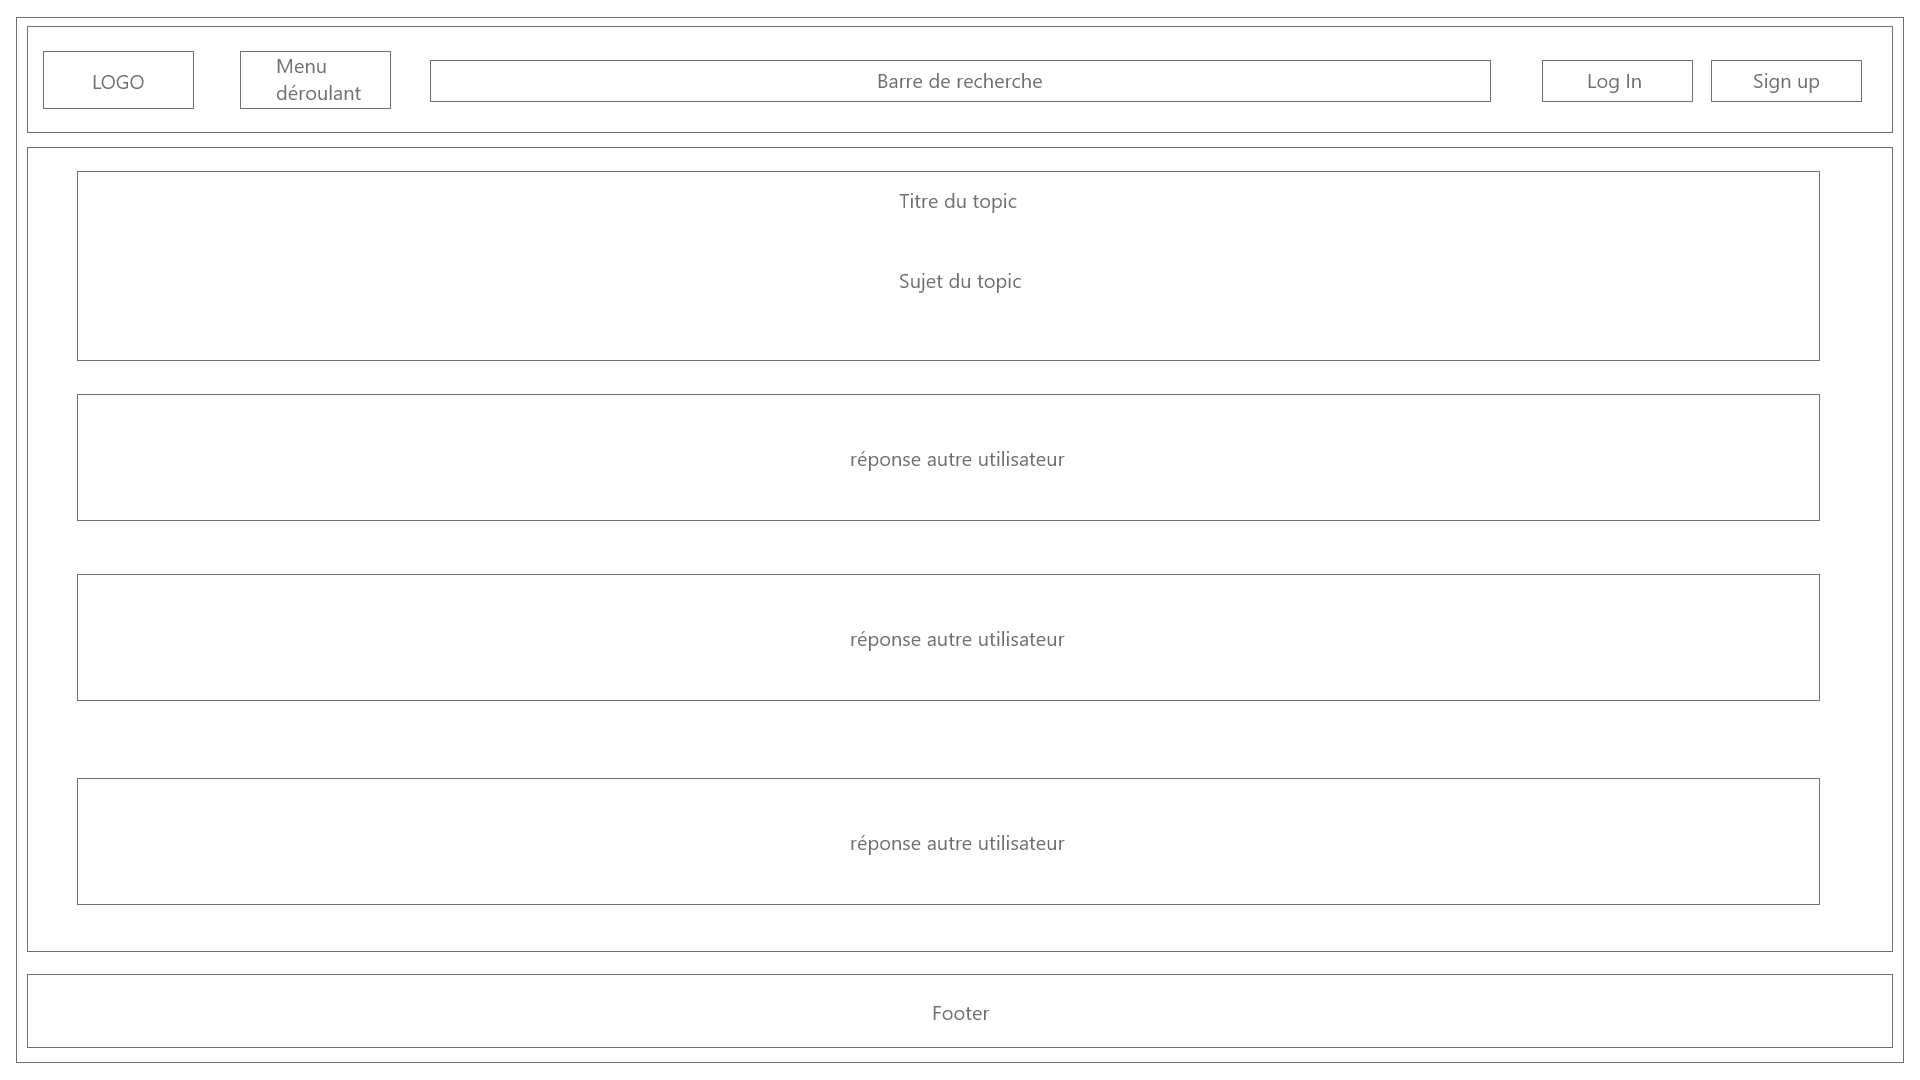 LOGO
Menu
déroulant
Barre de recherche
Log In
Sign up
Titre du topic
Sujet du topic
réponse autre utilisateur
réponse autre utilisateur
réponse autre utilisateur
Footer